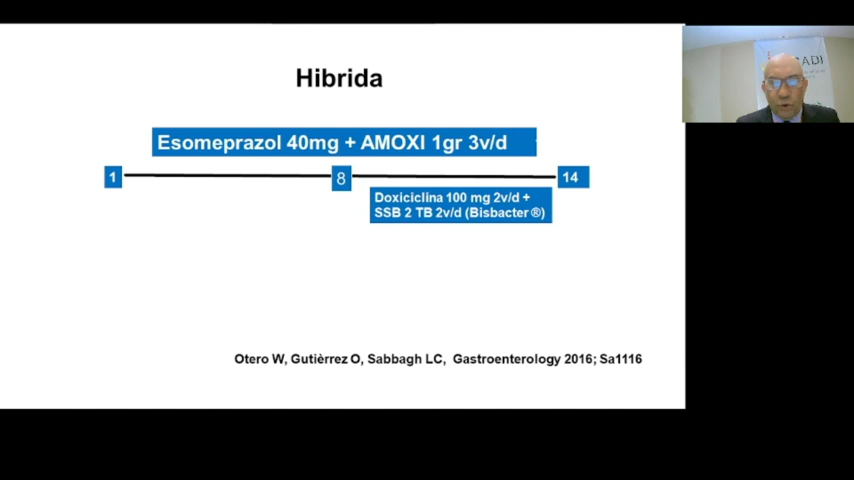 Hibrida
Esomeprazol 40mg + AMOXI 1gr 3v/d
1
8
14
Doxiciclina 100 mg 2v/d +
SSB 2 TB 2v/d (Bisbacter ®)
Otero W, Gutièrrez O, Sabbagh LC, Gastroenterology 2016; Sa1116